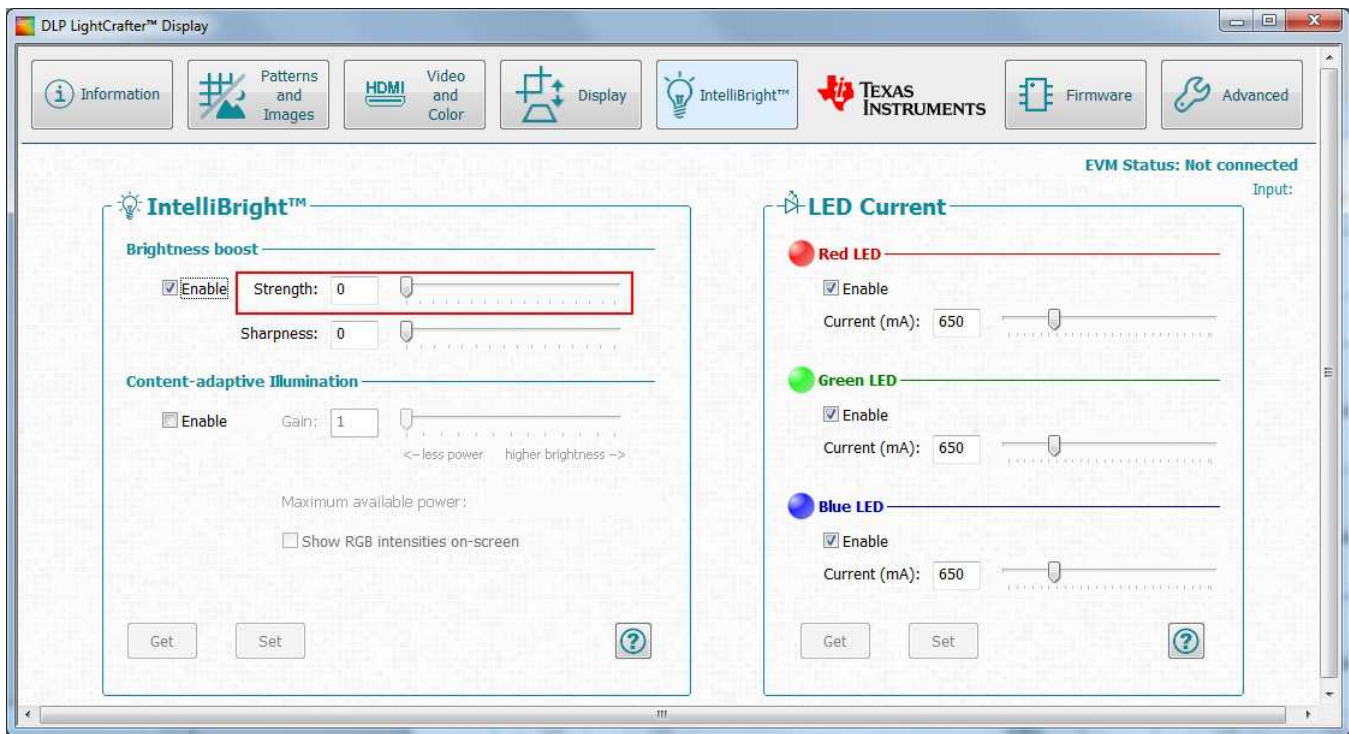 DLP LightCrafter™ Display
Information
Patterns
and
Images
HDMI
Video
and
Color
Display
IntelliBright™
TEXAS
INSTRUMENTS
Firmware
Advanced
EVM Status: Not connected
Input:
IntelliBright™
Brightness boost
Enable Strength: 0
Sharpness: 0
Content-adaptive Illumination
Enable Gain: 1
<--less power higher brightness -->
Maximum available power:
Show RGB intensities on-screen
Get Set ?
LED Current
Red LED
Enable
Current (mA): 650
Green LED
Enable
Current (mA): 650
Blue LED
Enable
Current (mA): 650
Get Set ?